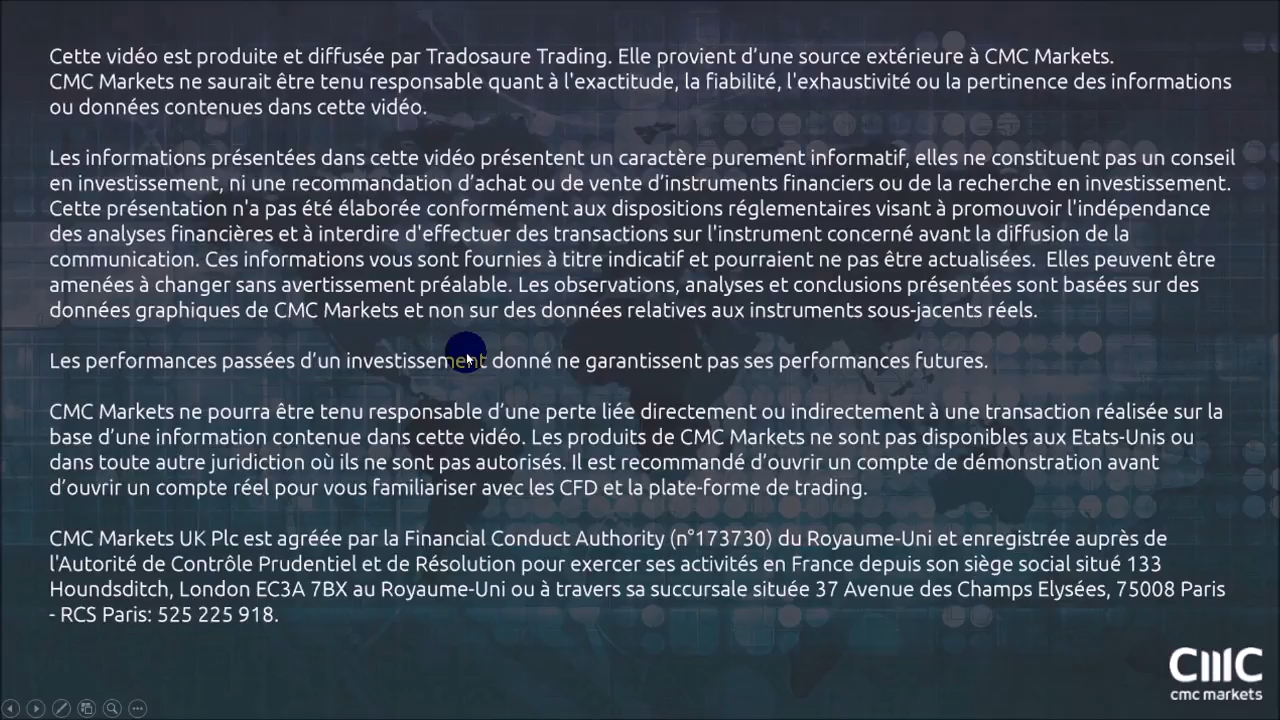 Cette vidéo est produite et diffusée par Tradosaure Trading. Elle provient d’une source extérieure à CMC Markets.
CMC Markets ne saurait être tenu responsable quant à l'exactitude, la fiabilité, l'exhaustivité ou la pertinence des informations
ou données contenues dans cette vidéo.
Les informations présentées dans cette vidéo présentent un caractère purement informatif, elles ne constituent pas un conseil
en investissement, ni une recommandation d’achat ou de vente d’instruments financiers ou de la recherche en investissement.
Cette présentation n'a pas été élaborée conformément aux dispositions réglementaires visant à promouvoir l'indépendance
des analyses financières et à interdire d'effectuer des transactions sur l'instrument concerné avant la diffusion de la
communication. Ces informations vous sont fournies à titre indicatif et pourraient ne pas être actualisées.  Elles peuvent être
amenées à changer sans avertissement préalable. Les observations, analyses et conclusions présentées sont basées sur des
données graphiques de CMC Markets et non sur des données relatives aux instruments sous-jacents réels.
Les performances passées d’un investissement donné ne garantissent pas ses performances futures.
CMC Markets ne pourra être tenu responsable d’une perte liée directement ou indirectement à une transaction réalisée sur la
base d’une information contenue dans cette vidéo. Les produits de CMC Markets ne sont pas disponibles aux Etats-Unis ou
dans toute autre juridiction où ils ne sont pas autorisés. Il est recommandé d’ouvrir un compte de démonstration avant
d’ouvrir un compte réel pour vous familiariser avec les CFD et la plate-forme de trading.
CMC Markets UK Plc est agréée par la Financial Conduct Authority (n°173730) du Royaume-Uni et enregistrée auprès de
l'Autorité de Contrôle Prudentiel et de Résolution pour exercer ses activités en France depuis son siège social situé 133
Houndsditch, London EC3A 7BX au Royaume-Uni ou à travers sa succursale située 37 Avenue des Champs Elysées, 75008 Paris
- RCS Paris: 525 225 918.
CMC
cmc markets